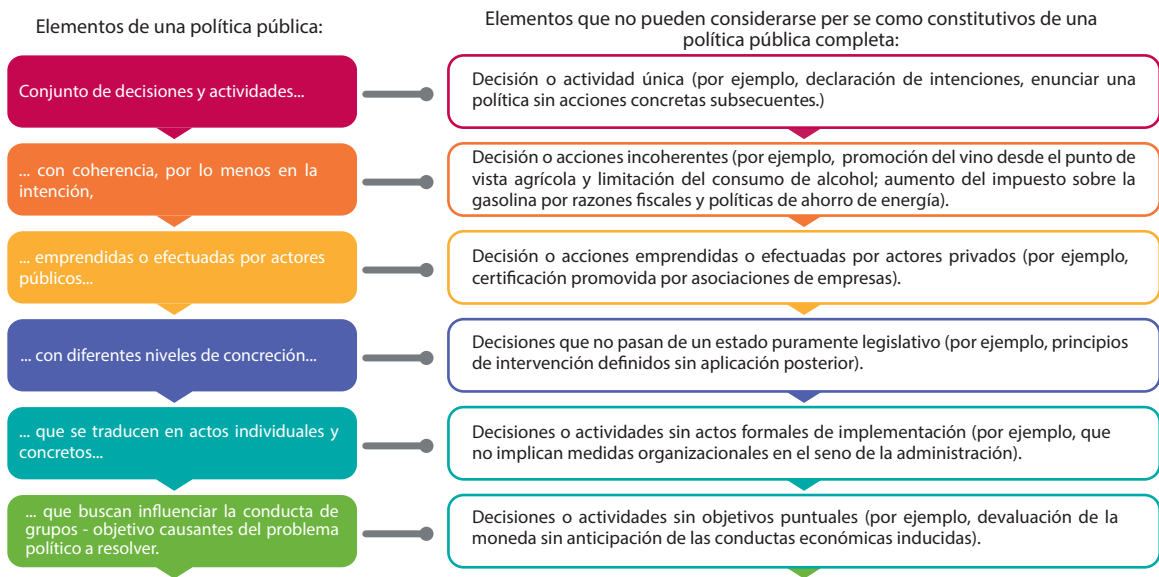 Elementos de una política pública:
Elementos que no pueden considerarse per se como constitutivos de una
política pública completa:
Conjunto de decisiones y actividades...
Decisión o actividad única (por ejemplo, declaración de intenciones, enunciar una
política sin acciones concretas subsecuentes.)
... con coherencia, por lo menos en la
intención,
Decisión o acciones incoherentes (por ejemplo, promoción del vino desde el punto de
vista agrícola y limitación del consumo de alcohol; aumento del impuesto sobre la
gasolina por razones fiscales y políticas de ahorro de energía).
... emprendidas o efectuadas por actores
públicos...
Decisión o acciones emprendidas o efectuadas por actores privados (por ejemplo,
certificación promovida por asociaciones de empresas).
... con diferentes niveles de concreción...
Decisiones que no pasan de un estado puramente legislativo (por ejemplo, principios
de intervención definidos sin aplicación posterior).
... que se traducen en actos individuales y
concretos...
Decisiones o actividades sin actos formales de implementación (por ejemplo, que
no implican medidas organizacionales en el seno de la administración).
... que buscan influenciar la conducta de
grupos - objetivo causantes del problema
político a resolver.
Decisiones o actividades sin objetivos puntuales (por ejemplo, devaluación de la
moneda sin anticipación de las conductas económicas inducidas).